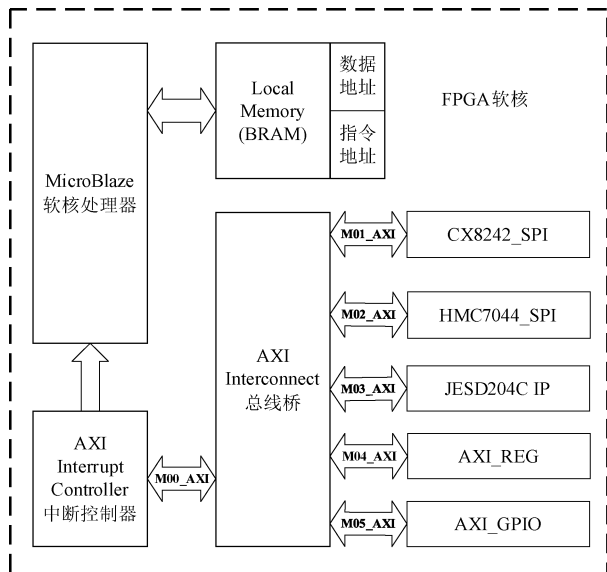 MicroBlaze
软核处理器
Local
Memory
(BRAM)
数据
地址
指令
地址
FPGA软核
AXI
Interrupt
Controller
中断控制器
M00_AXI
AXI
Interconnect
总线桥
M01_AXI
CX8242_SPI
M02_AXI
HMC7044_SPI
M03_AXI
JESD204C IP
M04_AXI
AXI_REG
M05_AXI
AXI_GPIO